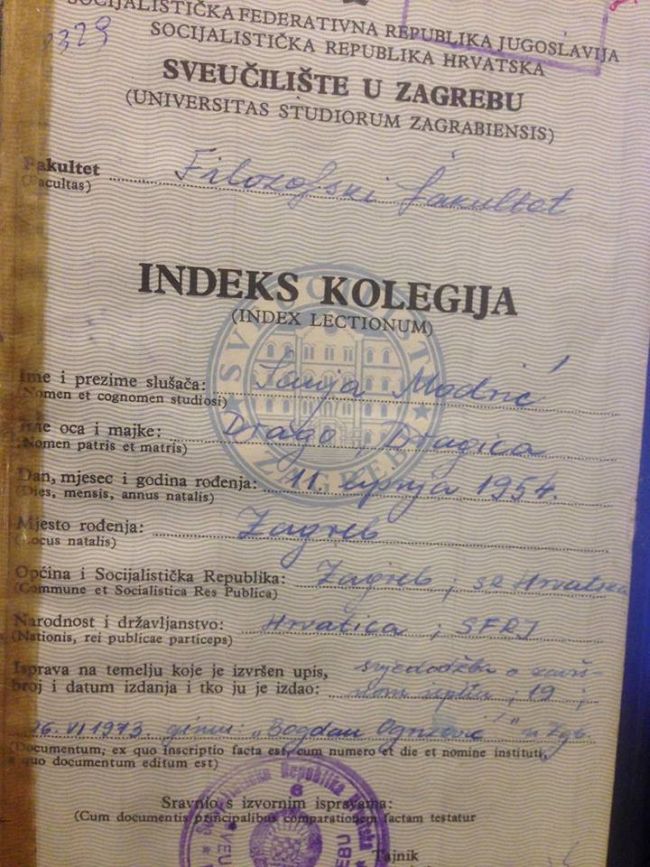 SOCIJALISTIČKA FEDERATIVNA REPUBLIKA JUGOSLAVIJA
SOCIJALISTIČKA REPUBLIKA HRVATSKA
SVEUČILIŠTE U ZAGREBU
(UNIVERSITAS STUDIORUM ZAGRABIENSIS)
Fakultet Filozofski fakultet
(Facultas)
INDEKS KOLEGIJA
(INDEX LECTIONUM)
Ime i prezime slušača: Sanja Modrić
(Nomen et cognomen studiosi)
Ime oca i majke: Drago, Dragica
(Nomen patris et matris)
Dan, mjesec i godina rođenja: 11. 1954.
(Dies, mensis, annus natalis)
Mjesto rođenja: Zagreb
(Locus natalis)
Općina i Socijalistička Republika: Zagreb; SR Hrvatska
(Commune et Socialistica Res Publica)
Narodnost i državljanstvo: Hrvatica; SFRJ
(Nationis, rei publicae particeps)
Isprava na temelju koje je izvršen upis, svjedodžba o završ-
broj i datum izdanja i tko ju je izdao: nom ispitu; 19;
26. VI 1973. gimn: „Bogdan Ogrizović" u Zgb.
(Documentum, ex quo inscriptio facta est, cum numero et die et nomine instituti,
a quo documentum editum est)
Sravnio s izvornim ispravama:
(Cum documentis principalibus comparationem factam testatur
Tajnik